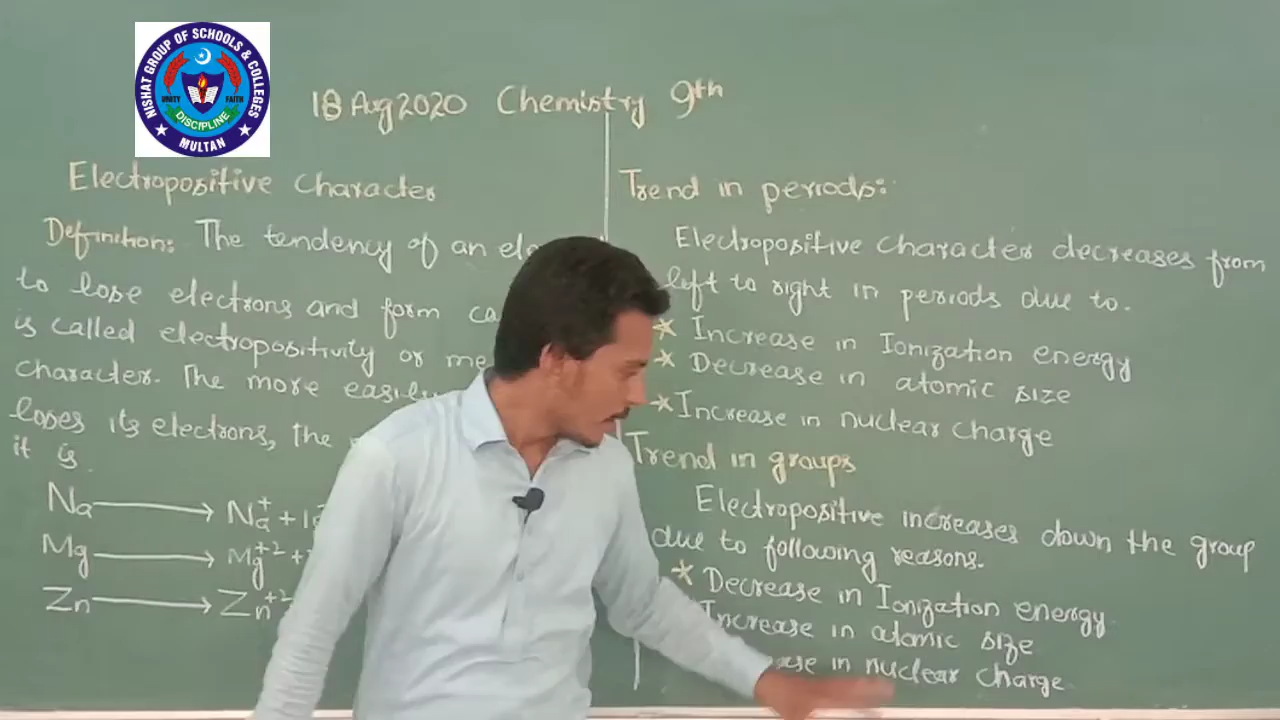 NISHAT GROUP OF SCHOOLS & COLLEGES
UNITY FAITH
DISCIPLINE
MULTAN
18 Aug 2020 Chemistry 9th
Electropositive Character
Definition: The tendency of an
to lose electrons and form
is called electropositivity or
character. The more easily
loses its electrons, the
it is.
Na → Na+ + 1e
Mg → Mg+2 +
Zn → Zn+2
Trend in periods:
Electropositive character decreases from
left to right in periods due to.
* Increase in Ionization energy
* Decrease in atomic size
* Increase in nuclear charge
Trend in groups
Electropositive increases down the group
due to following reasons.
* Decrease in Ionization energy
Increase in atomic size
in nuclear charge